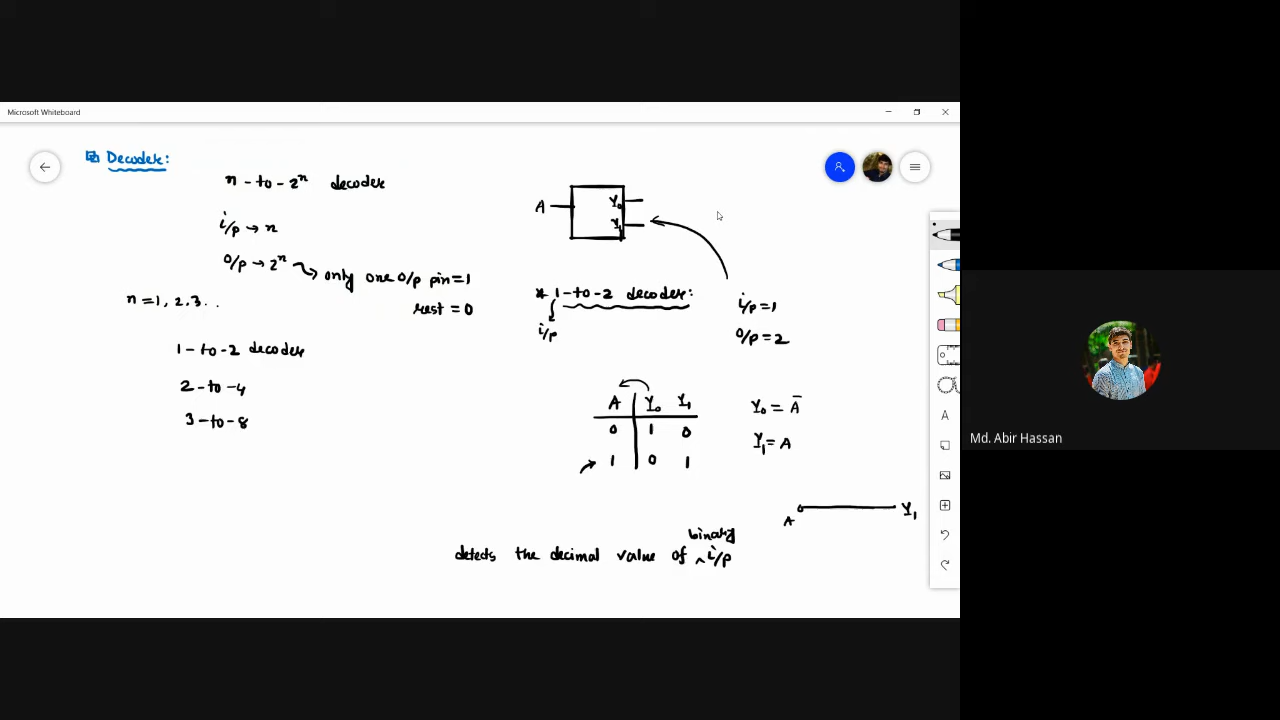 Microsoft Whiteboard
Decoder:
n-to-2ⁿ decoder
i/p → n
o/p → 2ⁿ
only one o/p pin=1
rest = 0
n=1, 2, 3...
1-to-2 decoder
2-to-4
3-to-8
A
Y₀
Y₁
* 1-to-2 decoder:
i/p
i/p=1
o/p=2
A Y₀ Y₁
0 1 0
1 0 1
Y₀ = A̅
Y₁ = A
A Y₁
binary
detects the decimal value of ^ i/p
A
Md. Abir Hassan